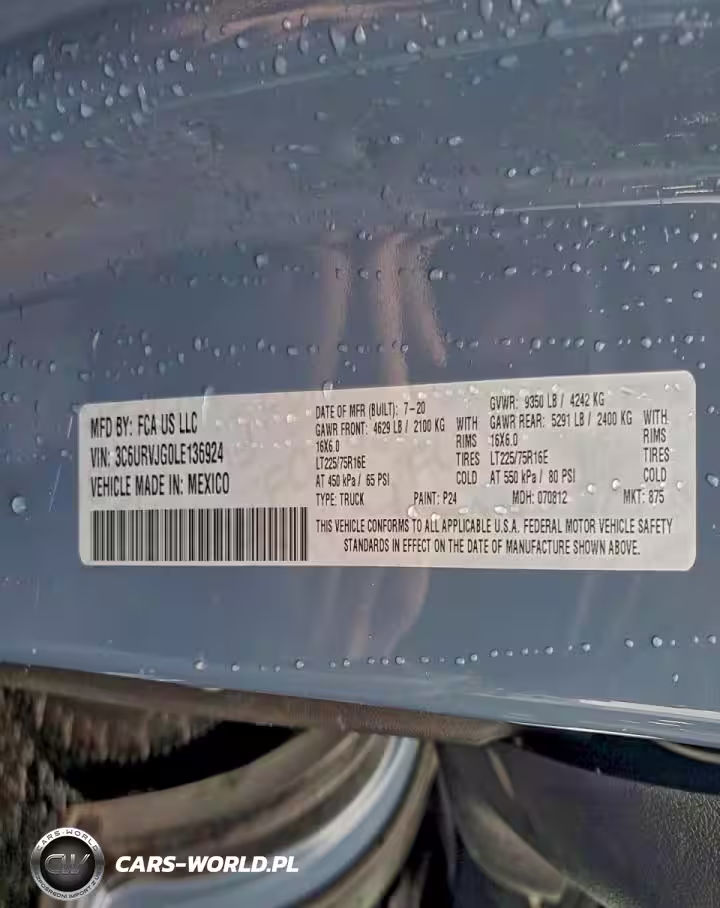 MFD BY: FCA US LLC
VIN: 3C6URVJG0LE136924
VEHICLE MADE IN: MEXICO
DATE OF MFR (BUILT): 7-20
GAWR FRONT: 4629 LB / 2100 KG WITH
16X6.0 RIMS
LT225/75R16E TIRES
AT 450 kPa / 65 PSI COLD
GVWR: 9350 LB / 4242 KG
GAWR REAR: 5291 LB / 2400 KG WITH
16X6.0 RIMS
LT225/75R16E TIRES
AT 550 kPa / 80 PSI COLD
TYPE: TRUCK PAINT: P24 MDH: 070812 MKT: 875
THIS VEHICLE CONFORMS TO ALL APPLICABLE U.S.A. FEDERAL MOTOR VEHICLE SAFETY
STANDARDS IN EFFECT ON THE DATE OF MANUFACTURE SHOWN ABOVE.
CARS-WORLD
CW
CARS-WORLD.PL